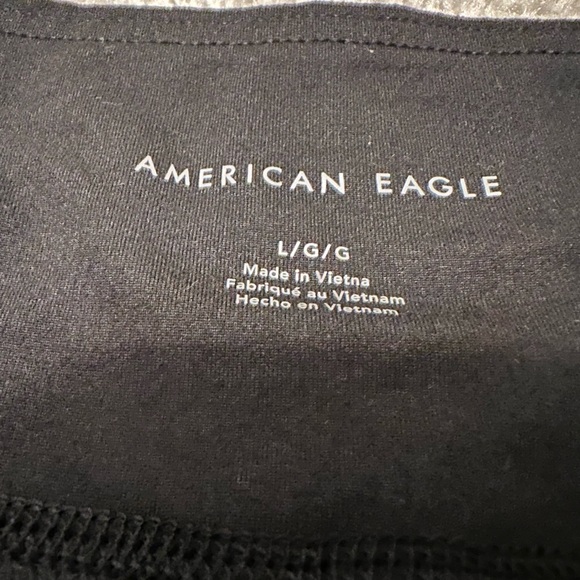 AMERICAN EAGLE
L/G/G
Made in Vietna
Fabriqué au Vietnam
Hecho en Vietnam